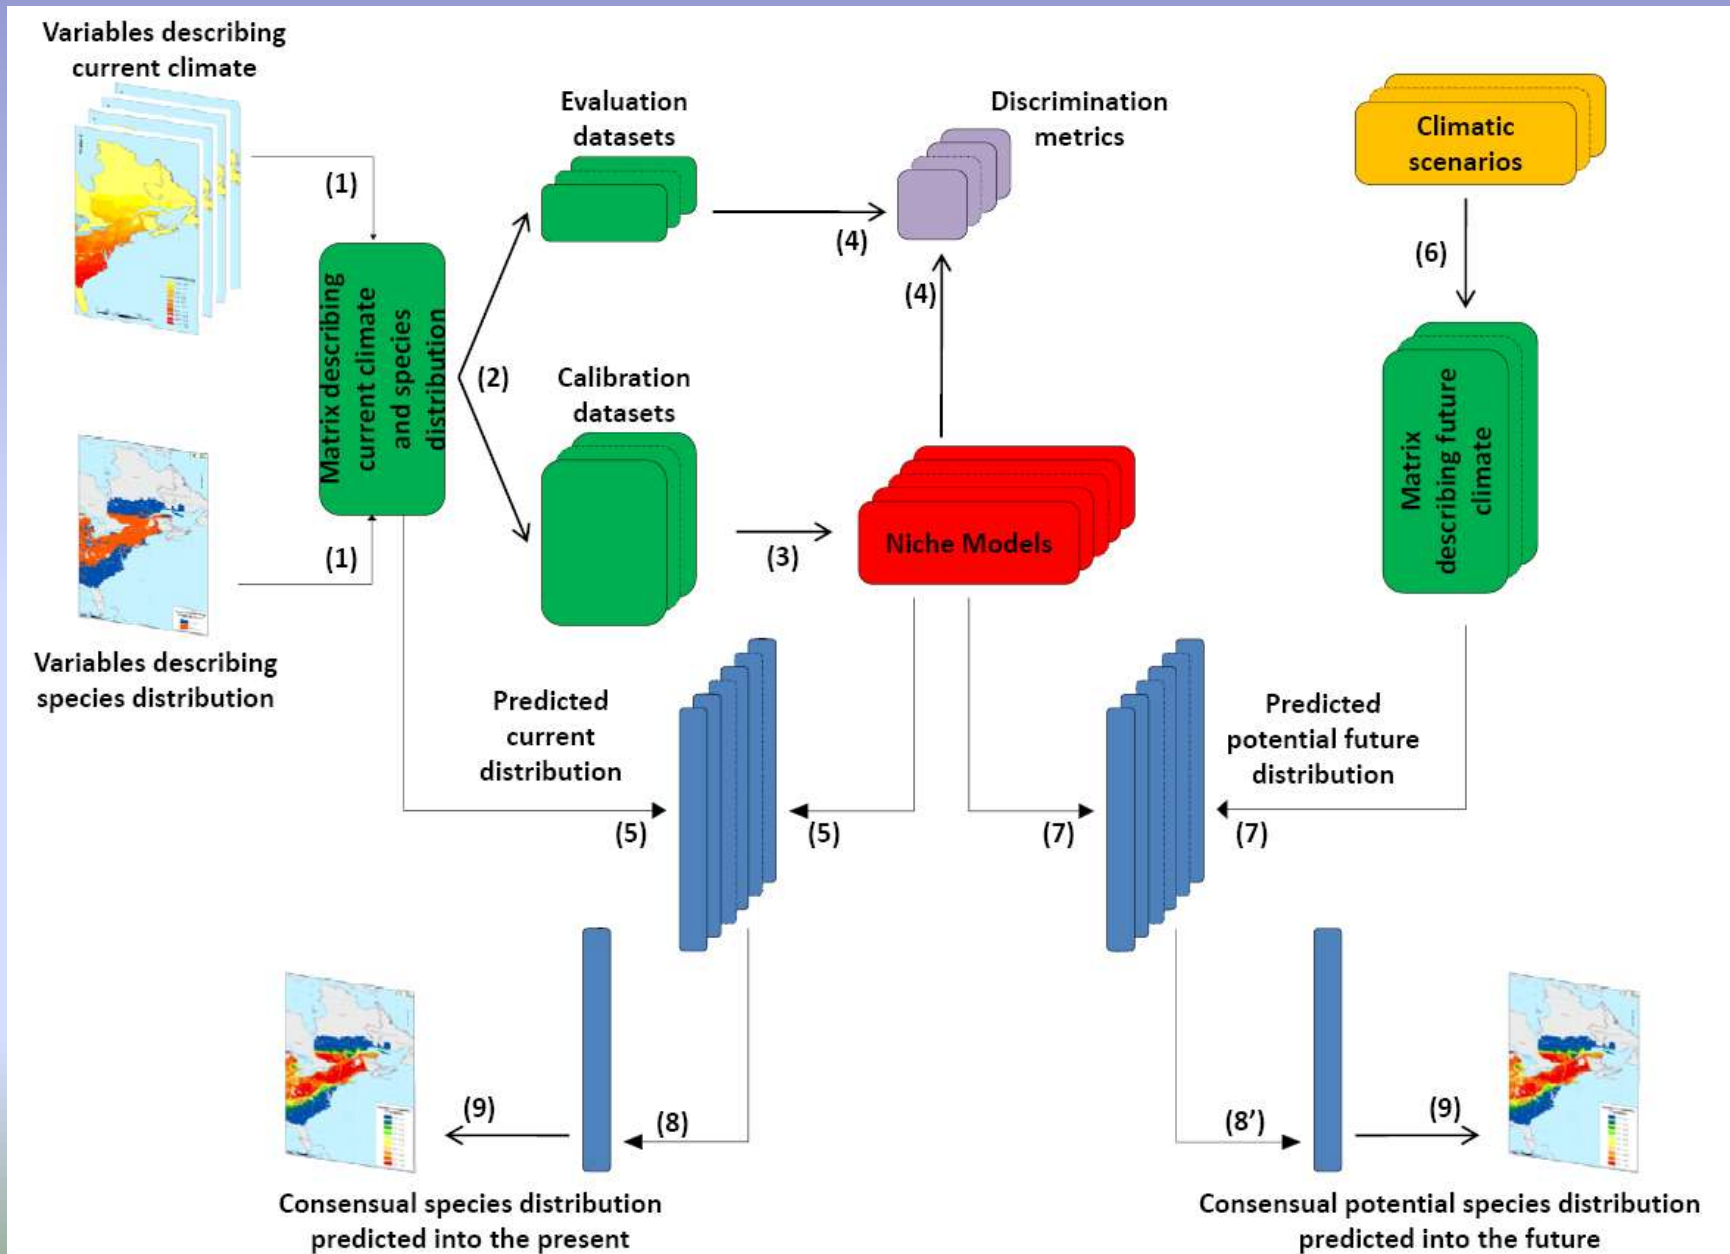 Variables describing
current climate
Evaluation
datasets
Discrimination
metrics
Climatic
scenarios
(1)
(4)
(6)
(4)
Matrix describing
current climate
and species
distribution
(2)
Calibration
datasets
Matrix
describing future
climate
(3)
Niche Models
(1)
Variables describing
species distribution
Predicted
current
distribution
Predicted
potential future
distribution
(5)
(5)
(7)
(7)
(9)
(8)
(8’)
(9)
Consensual species distribution
predicted into the present
Consensual potential species distribution
predicted into the future